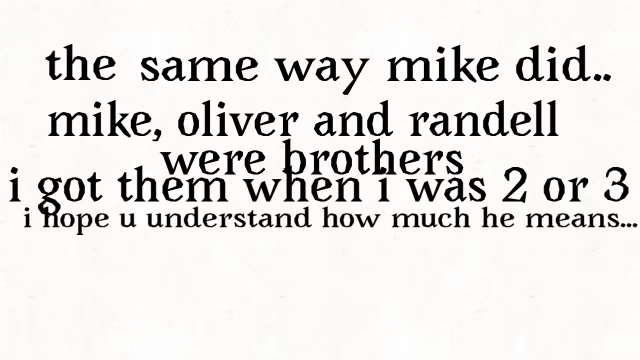 the same way mike did..
mike, oliver and randell
were brothers
i got them when i was 2 or 3
i hope u understand how much he means...